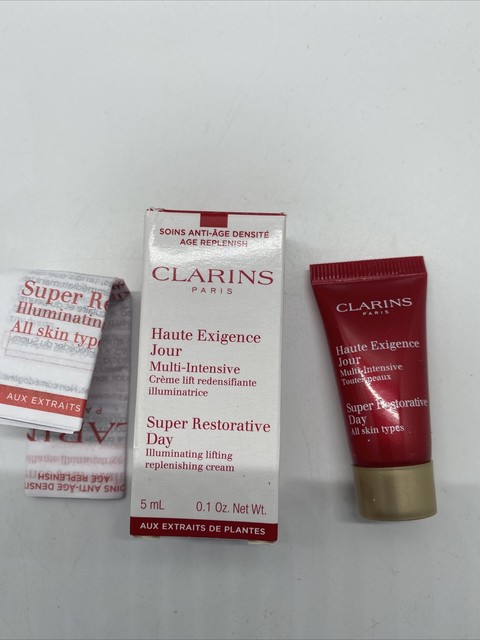 SOINS ANTI-ÂGE DENSITÉ
AGE REPLENISH
CLARINS
PARIS
Haute Exigence
Jour
Multi-Intensive
Crème lift redensifiante
illuminatrice
Super Restorative
Day
Illuminating lifting
replenishing cream
5 mL 0.1 Oz. Net Wt.
AUX EXTRAITS DE PLANTES
CLARINS
PARIS
Haute Exigence
Jour
Multi-Intensive
Toutes peaux
Super Restorative
Day
All skin types
Super Re
Illuminatin
All skin type
AUX EXTRAITS
AGE REPLENISH